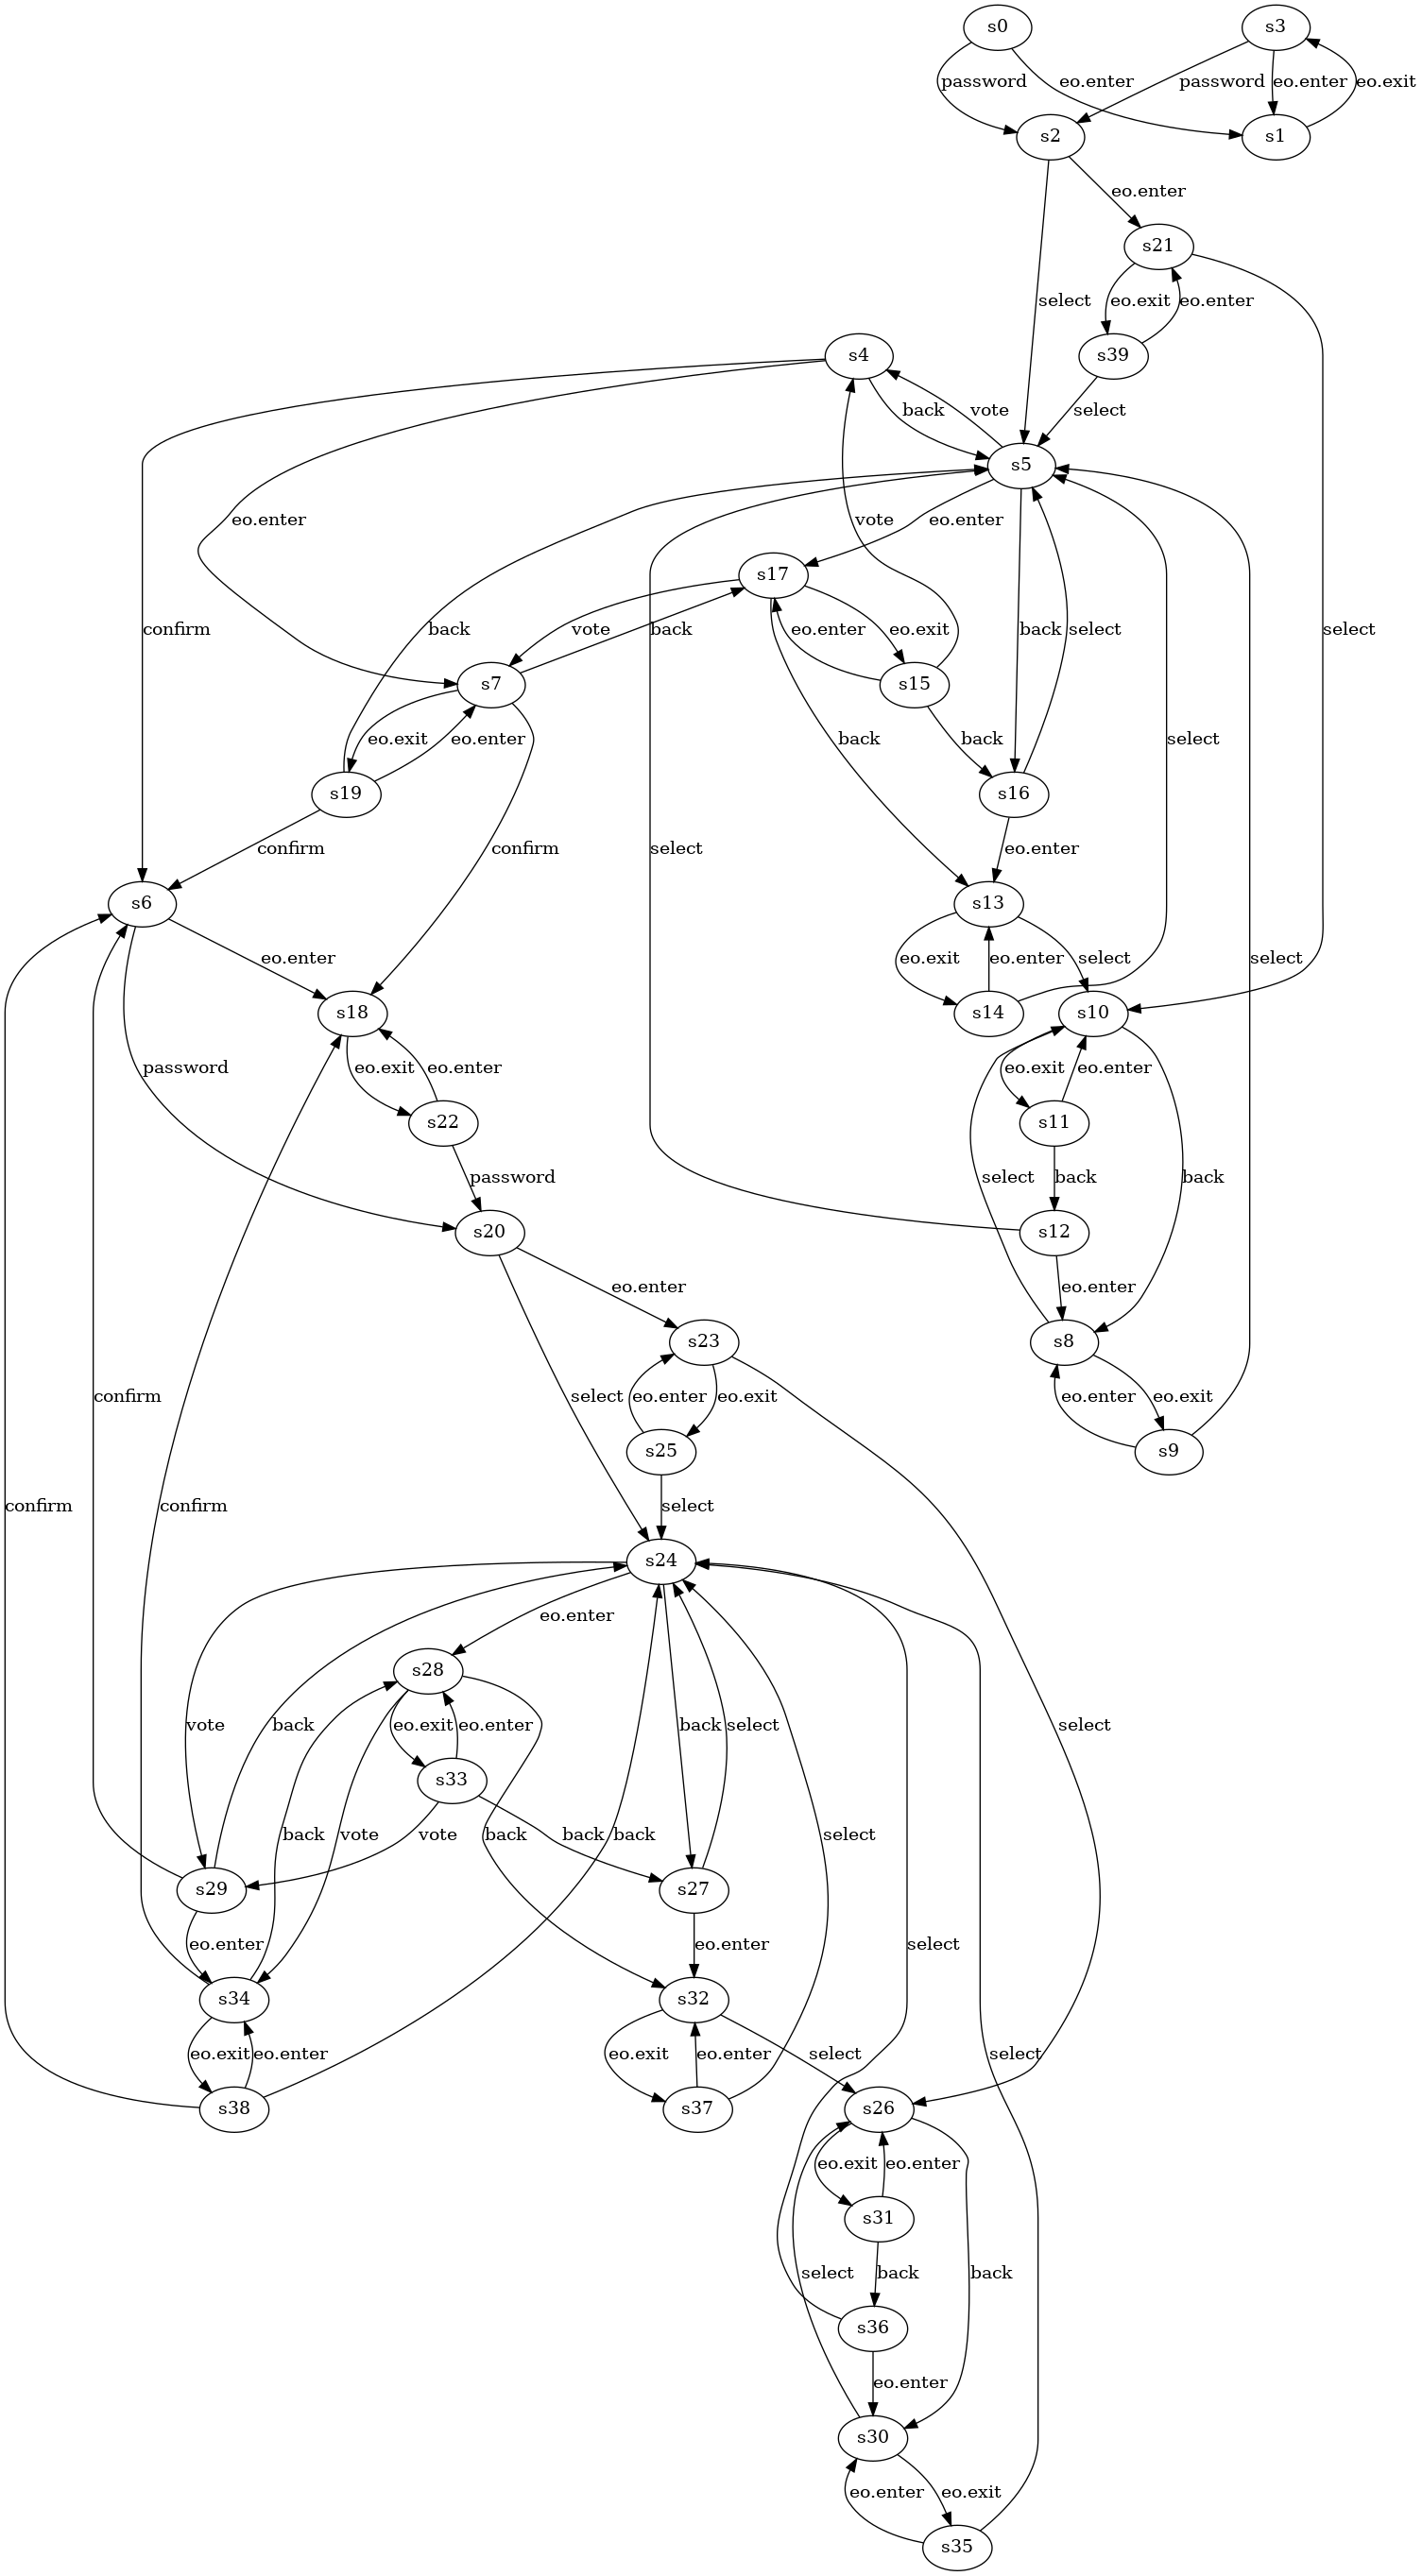 s0 s3
password eo.enter password eo.enter eo.exit
s2 s1
eo.enter
s21
select eo.exit eo.enter
s4 s39
back vote select
s5
eo.enter vote eo.enter
s17
confirm back vote back eo.enter eo.exit back select select
s7 s15
eo.exit eo.enter back back select
s19 s16
confirm confirm select eo.enter
s6 s13
eo.enter eo.exit eo.enter select select
s18 s14 s10
password eo.exit eo.enter eo.exit eo.enter
s22 s11
password select back back
s20 s12
eo.enter eo.enter
s23 s8
confirm select eo.enter eo.exit eo.enter eo.exit
s25 s9
confirm confirm select
s24
eo.enter
s28
vote back eo.exit eo.enter back select select
s33
back vote vote back back back select
s29 s27
eo.enter eo.enter select
s34 s32
eo.exit eo.enter eo.exit eo.enter select select
s38 s37 s26
eo.exit eo.enter
s31
select back back
s36
eo.enter
s30
eo.enter eo.exit
s35